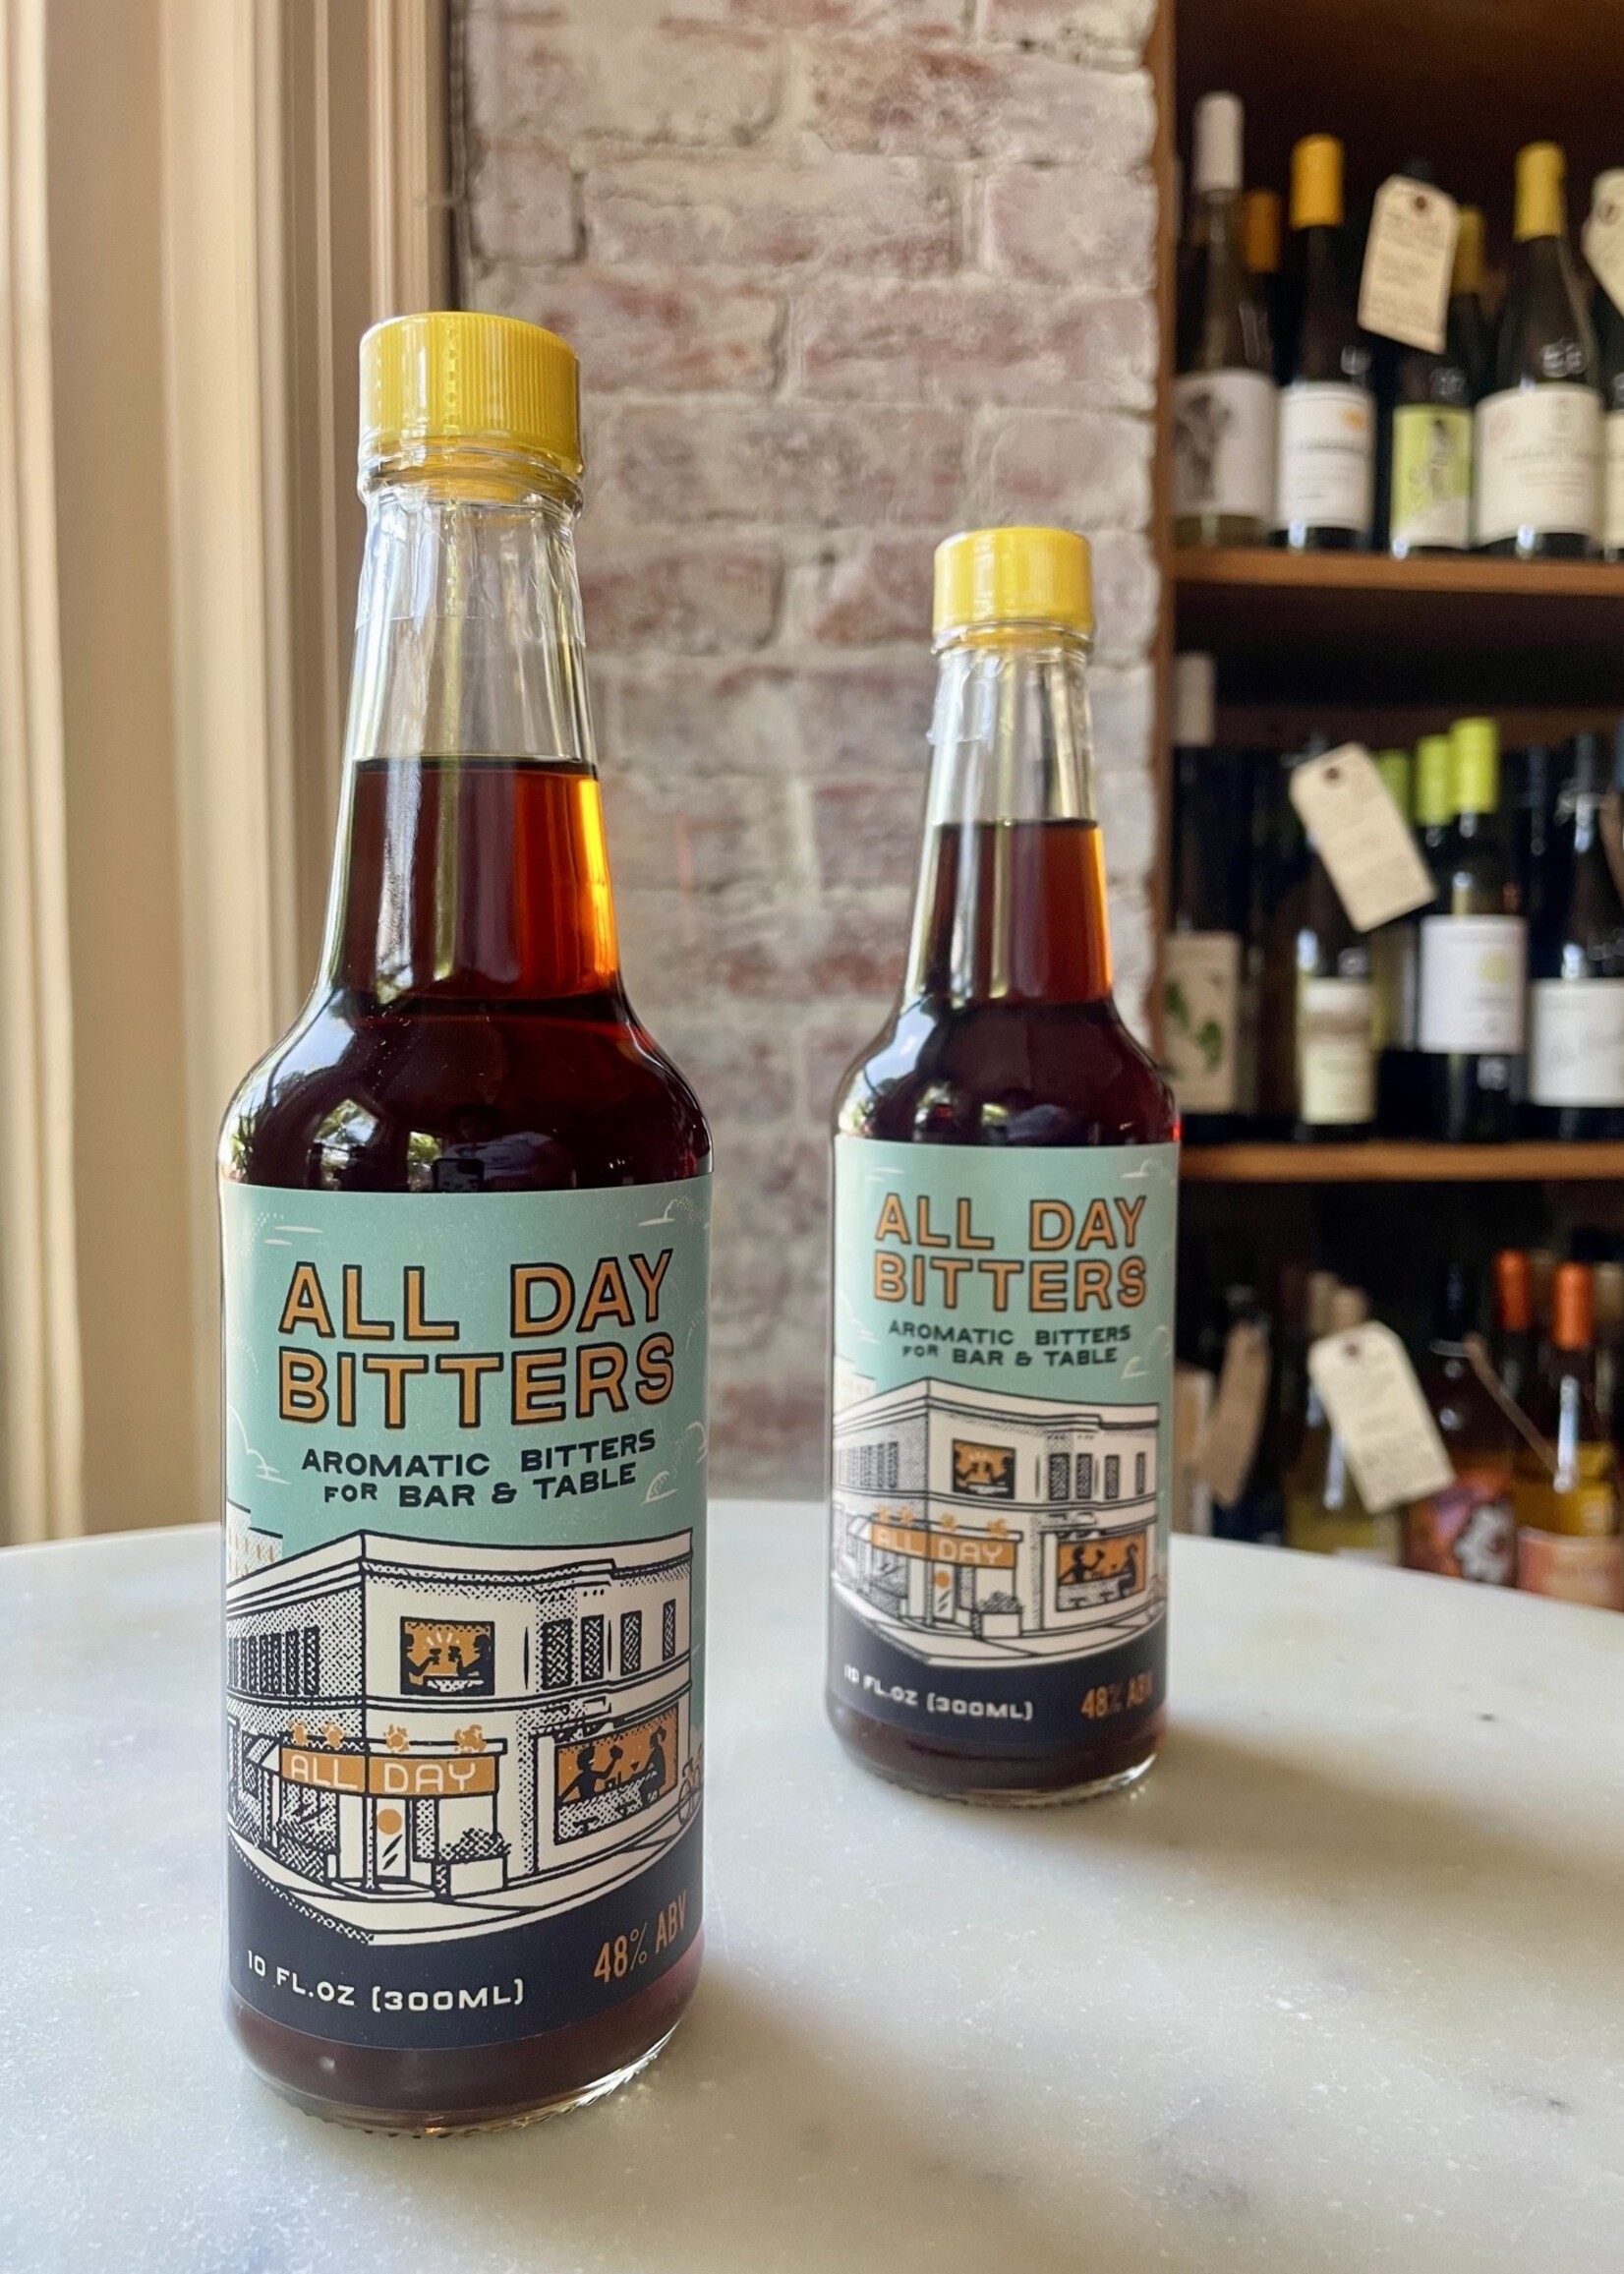 ALL DAY
BITTERS
AROMATIC BITTERS
FOR BAR & TABLE
ALL DAY
10 FL.OZ (300ML)
48% ABV
ALL DAY
BITTERS
AROMATIC BITTERS
FOR BAR & TABLE
ALL DAY
10 FL.OZ (300ML)
48% ABV